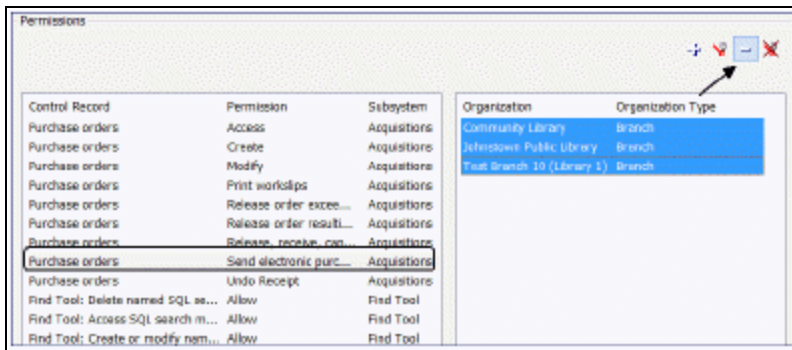 Permissions
Control Record Permission Subsystem Organization Organization Type
Purchase orders Access Acquisitions Community Library Branch
Purchase orders Create Acquisitions Johnstown Public Library Branch
Purchase orders Modify Acquisitions Test Branch 10 (Library 1) Branch
Purchase orders Print workslips Acquisitions
Purchase orders Release order excee... Acquisitions
Purchase orders Release order resulti... Acquisitions
Purchase orders Release, receive, can... Acquisitions
Purchase orders Send electronic purc... Acquisitions
Purchase orders Undo Receipt Acquisitions
Find Tool: Delete named SQL se... Allow Find Tool
Find Tool: Access SQL search m... Allow Find Tool
Find Tool: Create or modify nam... Allow Find Tool